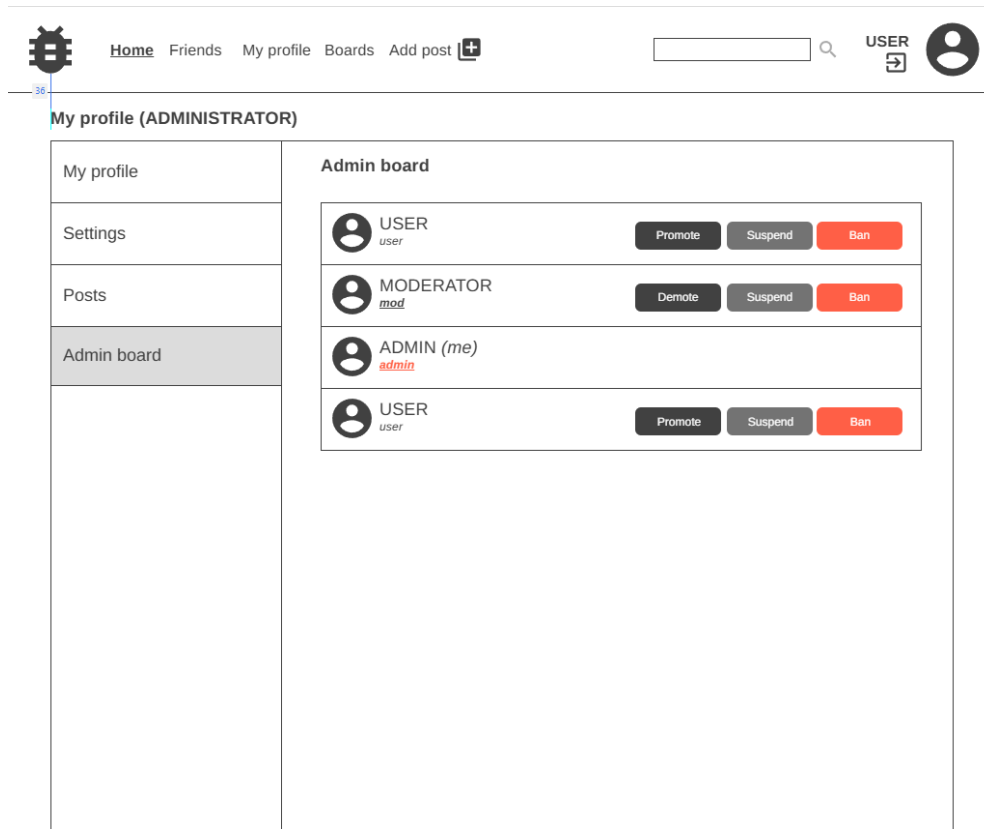 Home Friends My profile Boards Add post
USER
36
My profile (ADMINISTRATOR)
My profile
Settings
Posts
Admin board
Admin board
USER
user
Promote Suspend Ban
MODERATOR
mod
Demote Suspend Ban
ADMIN (me)
admin
USER
user
Promote Suspend Ban